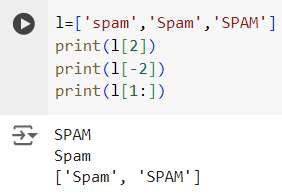 l=['spam','Spam','SPAM']
print(l[2])
print(l[-2])
print(l[1:])
SPAM
Spam
['Spam', 'SPAM']